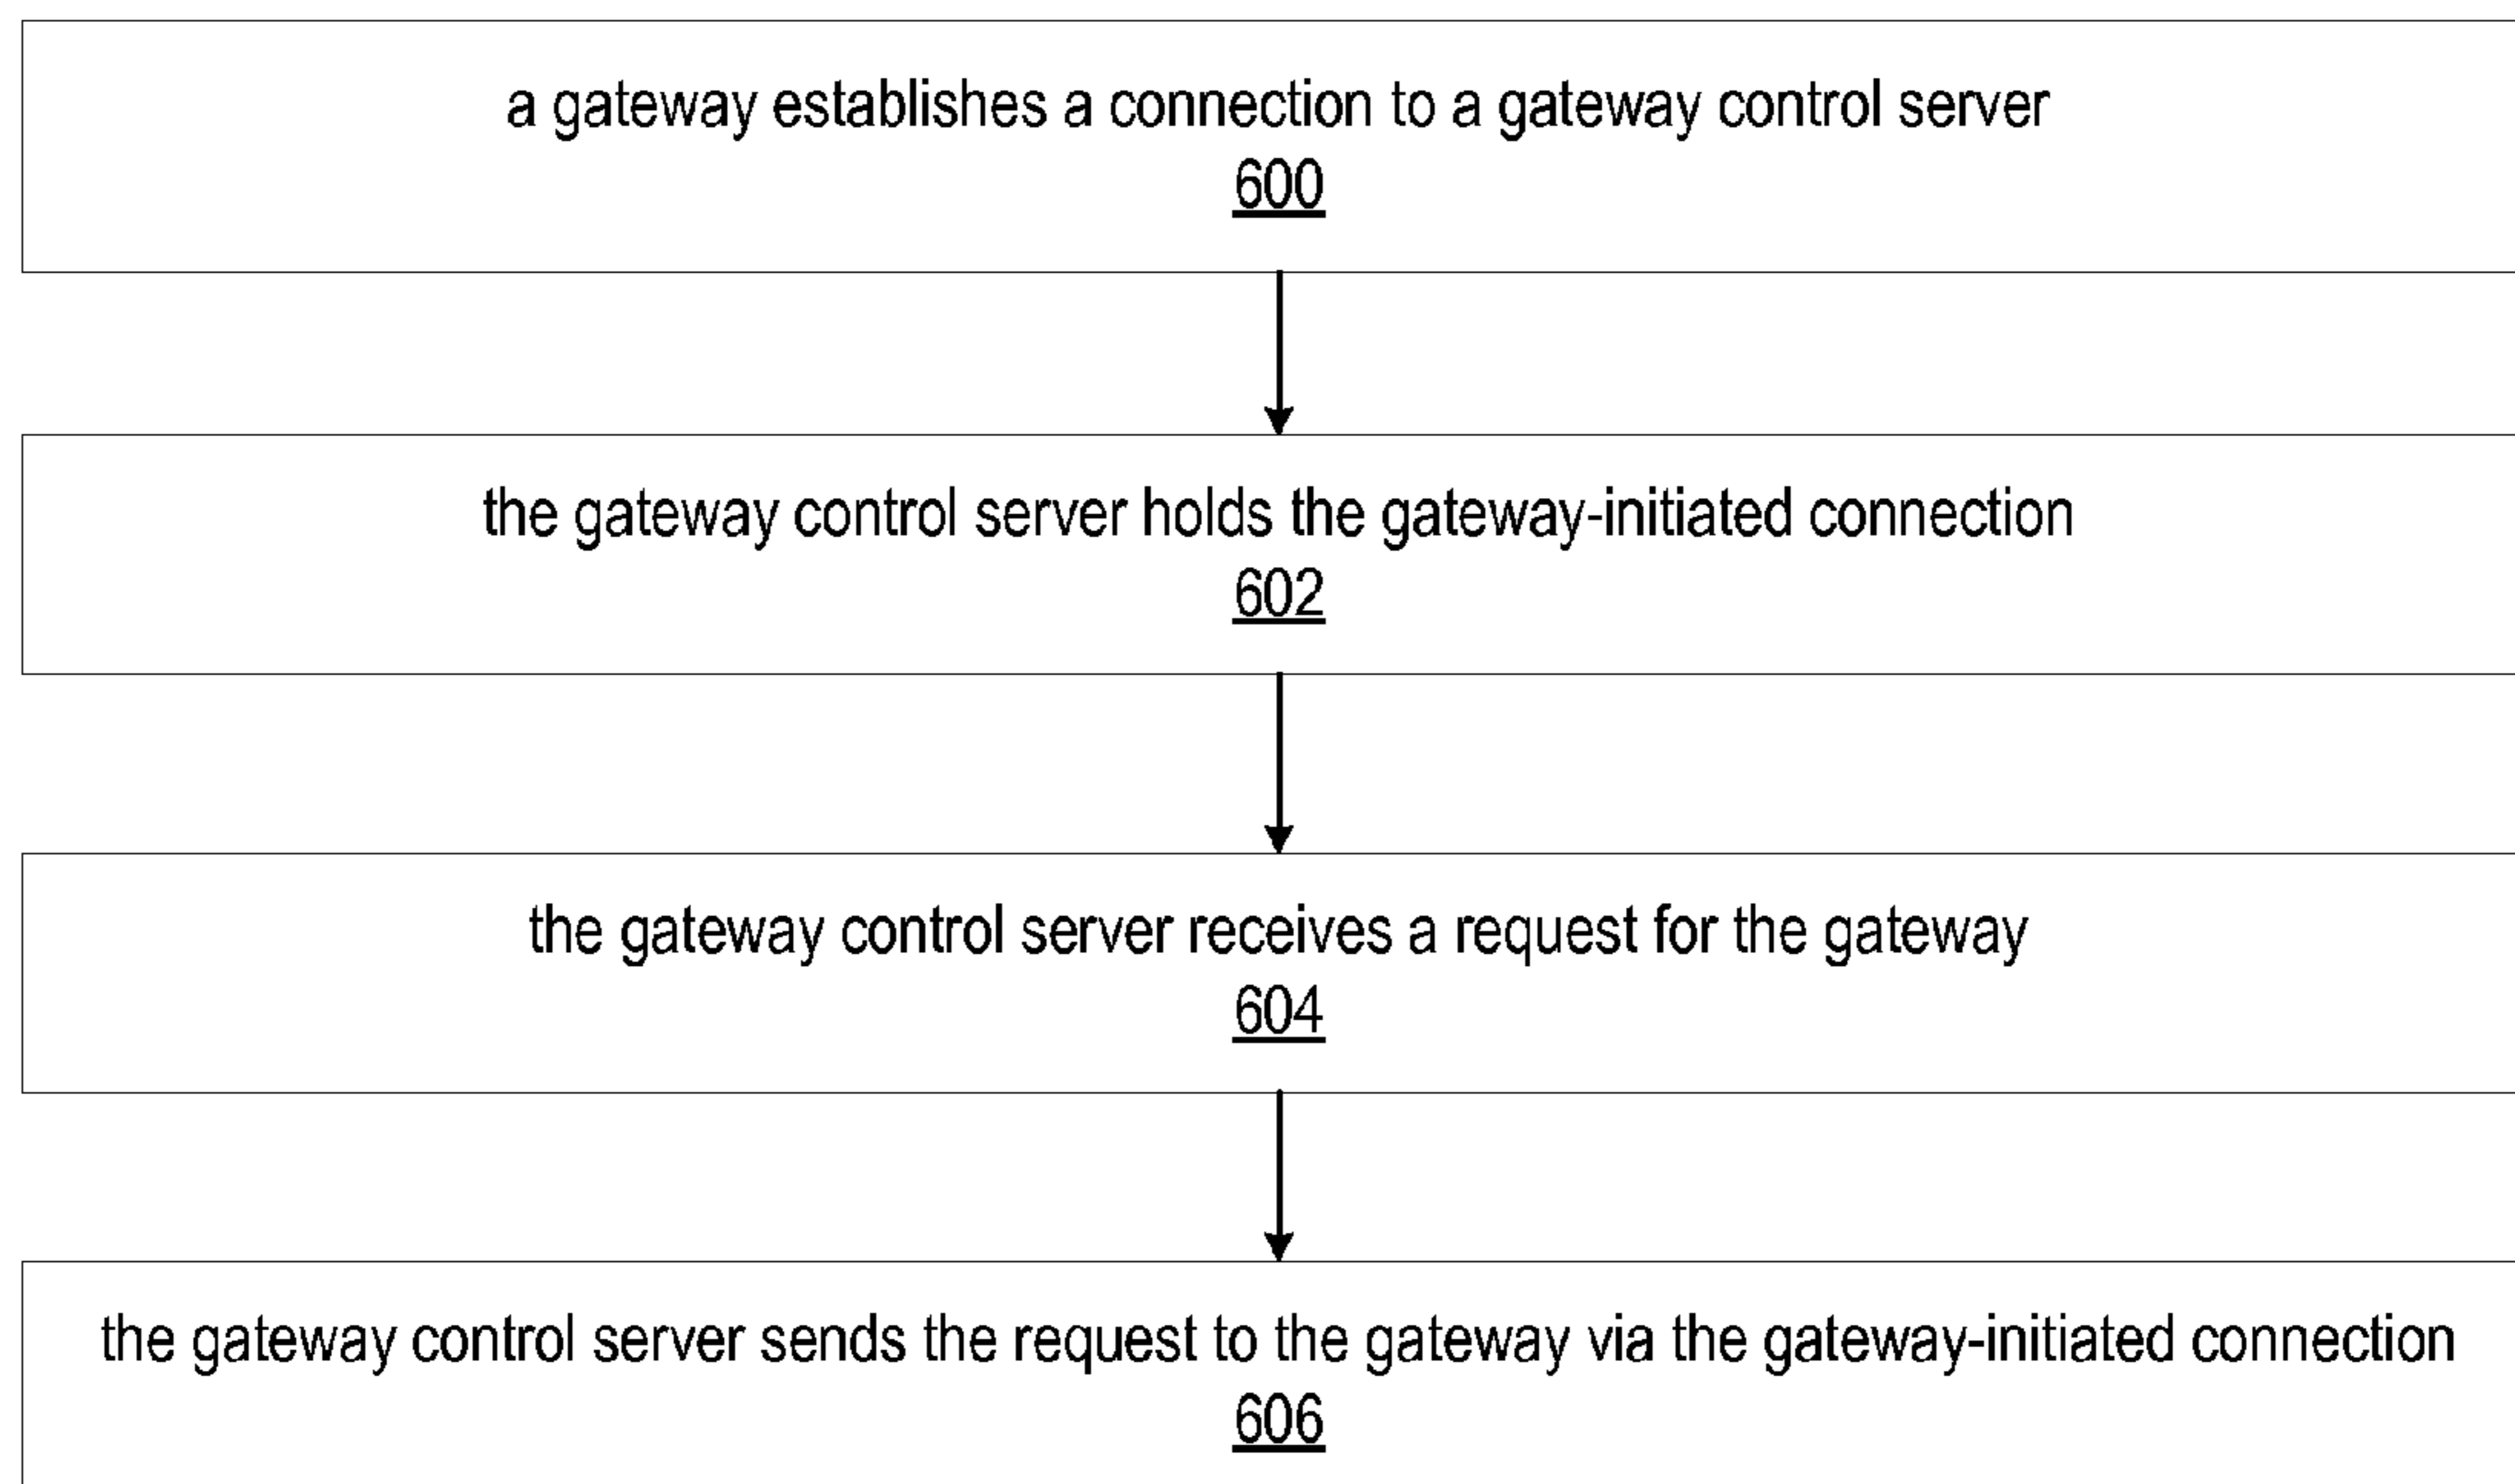 a gateway establishes a connection to a gateway control server
600
the gateway control server holds the gateway-initiated connection
602
the gateway control server receives a request for the gateway
604
the gateway control server sends the request to the gateway via the gateway-initiated connection
606